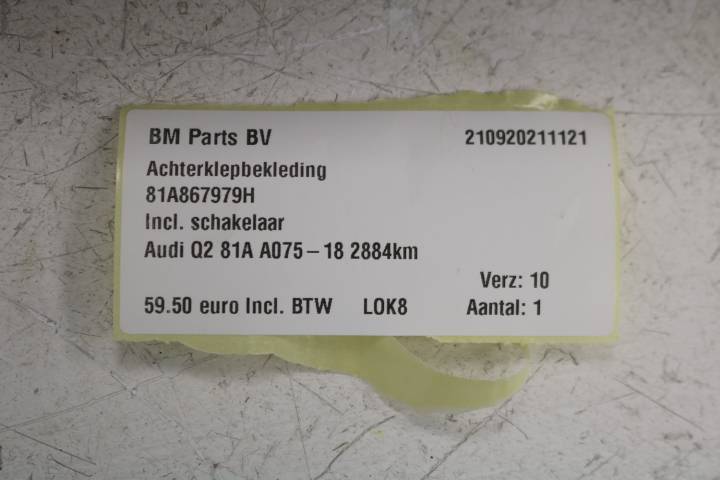 BM Parts BV 210920211121
Achterklepbekleding
81A867979H
Incl. schakelaar
Audi Q2 81A A075-18 2884km
Verz: 10
59.50 euro Incl. BTW LOK8 Aantal: 1